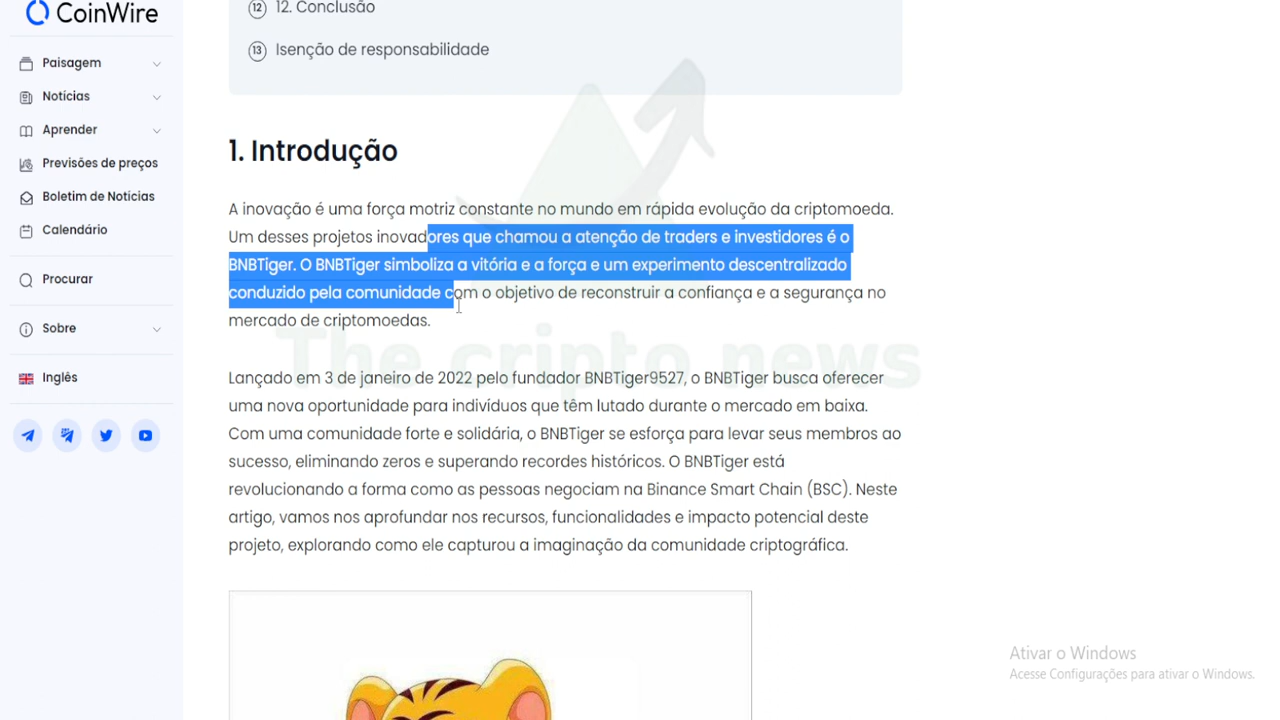 CoinWire
Paisagem
Notícias
Aprender
Previsões de preços
Boletim de Notícias
Calendário
Procurar
Sobre
Inglês
12 12. Conclusão
13 Isenção de responsabilidade
1. Introdução
A inovação é uma força motriz constante no mundo em rápida evolução da criptomoeda.
Um desses projetos inovadores que chamou a atenção de traders e investidores é o
BNBTiger. O BNBTiger simboliza a vitória e a força e um experimento descentralizado
conduzido pela comunidade com o objetivo de reconstruir a confiança e a segurança no
mercado de criptomoedas.
The cripto news
Lançado em 3 de janeiro de 2022 pelo fundador BNBTiger9527, o BNBTiger busca oferecer
uma nova oportunidade para indivíduos que têm lutado durante o mercado em baixa.
Com uma comunidade forte e solidária, o BNBTiger se esforça para levar seus membros ao
sucesso, eliminando zeros e superando recordes históricos. O BNBTiger está
revolucionando a forma como as pessoas negociam na Binance Smart Chain (BSC). Neste
artigo, vamos nos aprofundar nos recursos, funcionalidades e impacto potencial deste
projeto, explorando como ele capturou a imaginação da comunidade criptográfica.
Ativar o Windows
Acesse Configurações para ativar o Windows.